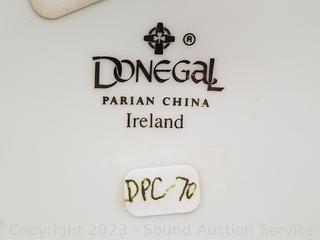 ®
DONEGAL
PARIAN CHINA
Ireland
DPC-70
Copyright 2023 - Sound Auction Service